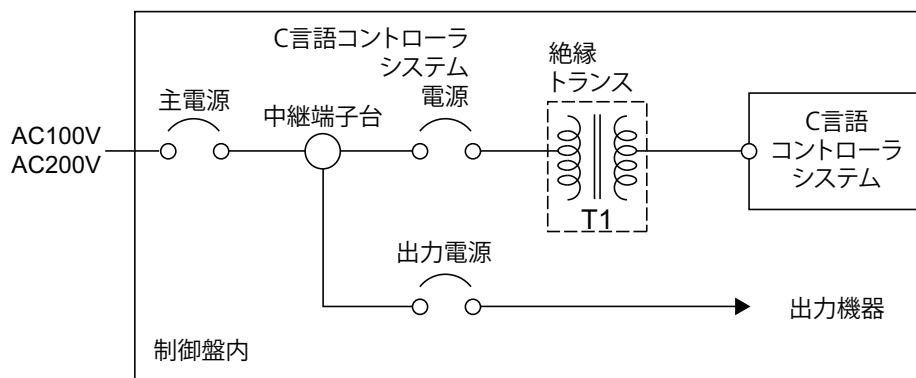 C言語コントローラ
システム
電源
絶縁
トランス
主電源
中継端子台
AC100V
AC200V
C言語
コントローラ
システム
T1
出力電源
出力機器
制御盤内